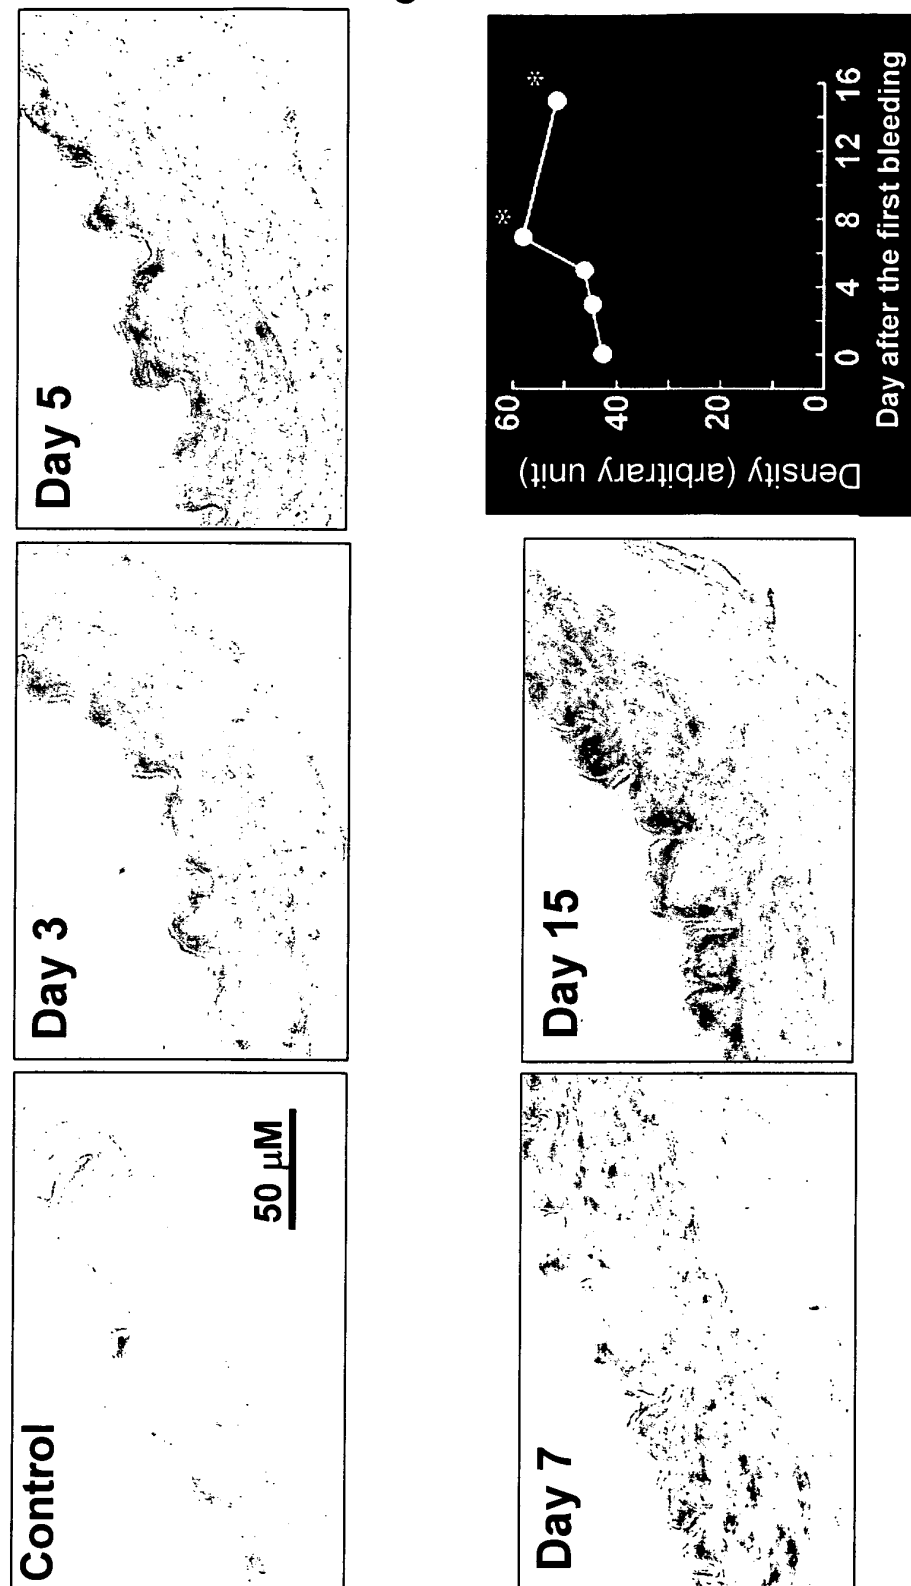 Control
50 µM
Day 3
Day 5
Day 7
Day 15
Density (arbitrary unit)
60
40
20
0
0 4 8 12 16
Day after the first bleeding
* *